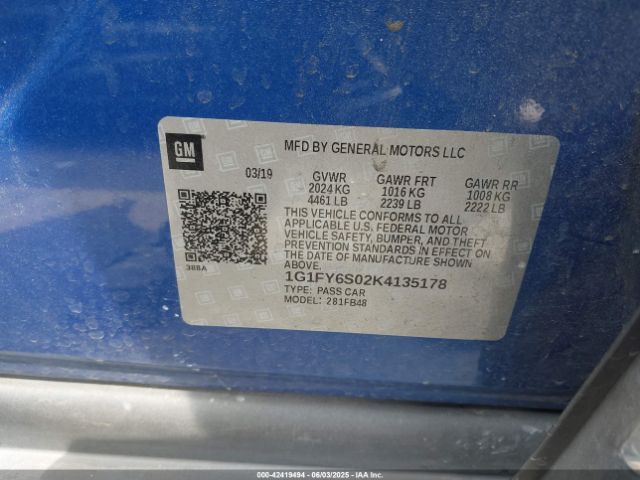 GM
MFD BY GENERAL MOTORS LLC
03/19
GVWR GAWR FRT GAWR RR
2024 KG 1016 KG 1008 KG
4461 LB 2239 LB 2222 LB
THIS VEHICLE CONFORMS TO ALL
APPLICABLE U.S. FEDERAL MOTOR
VEHICLE SAFETY, BUMPER, AND THEFT
PREVENTION STANDARDS IN EFFECT ON
THE DATE OF MANUFACTURE SHOWN
ABOVE.
388A
1G1FY6S02K4135178
TYPE: PASS CAR
MODEL: 281FB48
00-42419494 | 06/03/2025 | Copyright IAA, LLC